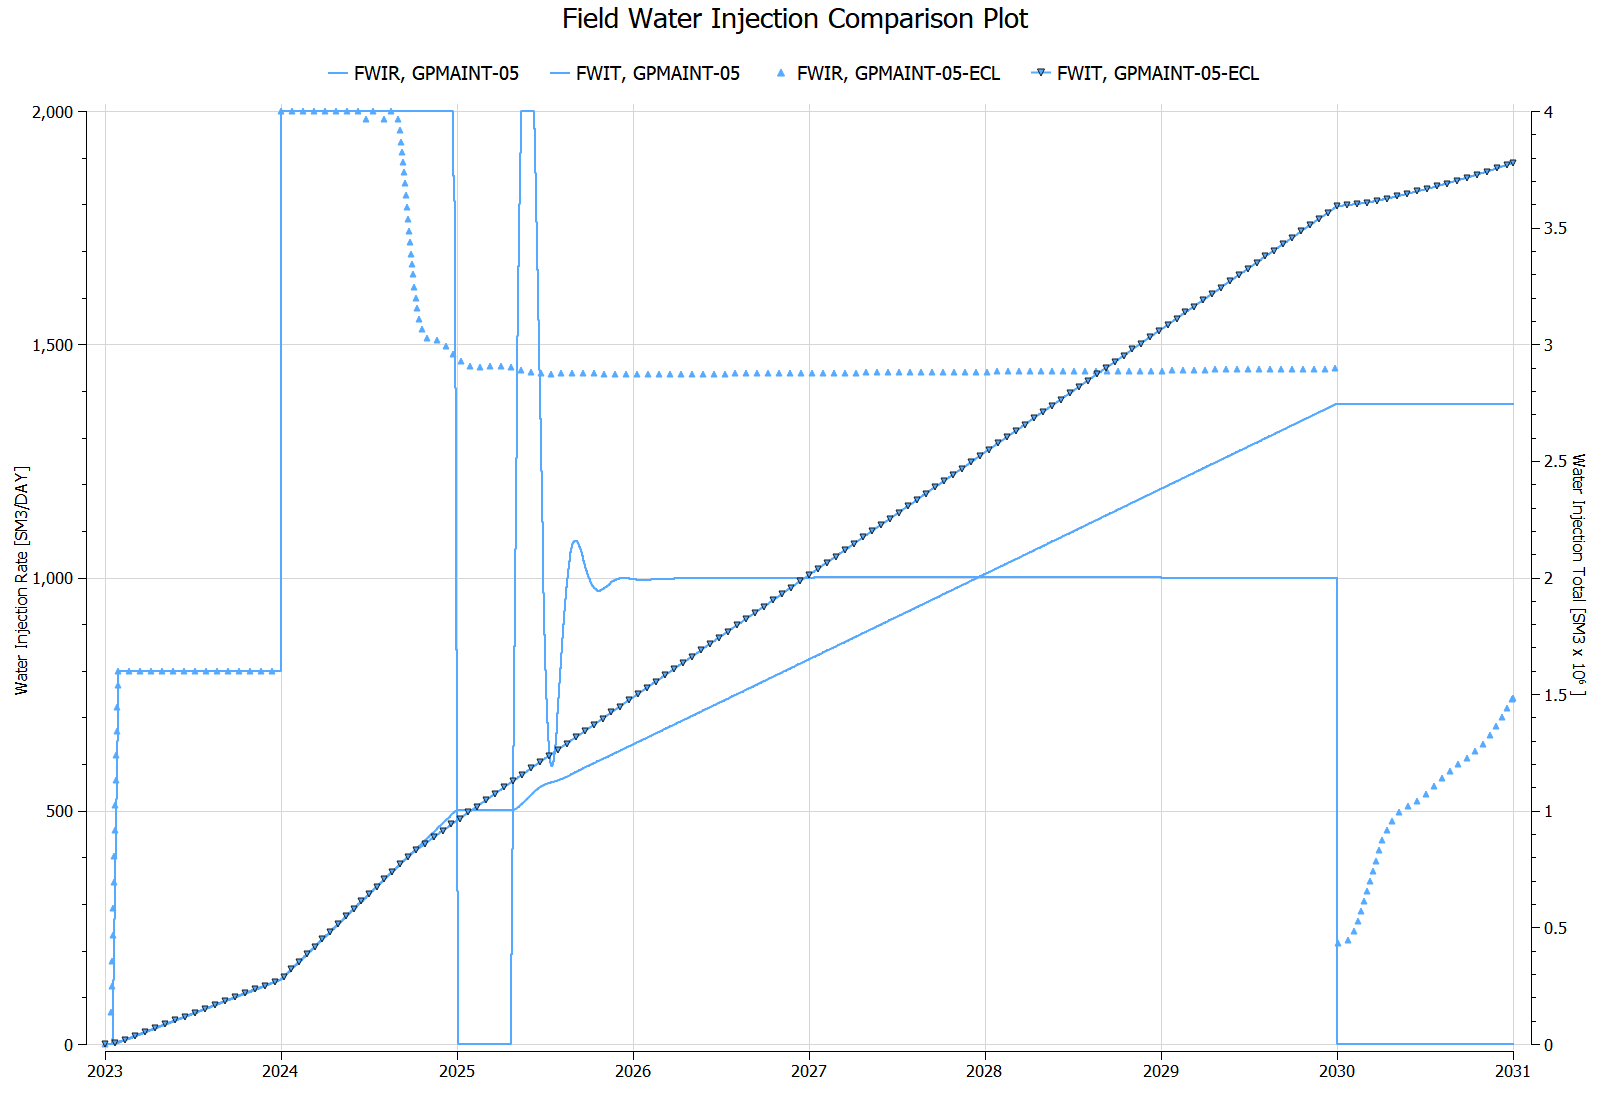 Field Water Injection Comparison Plot
FWIR, GPMAINT-05 FWIT, GPMAINT-05 FWIR, GPMAINT-05-ECL FWIT, GPMAINT-05-ECL
2,000
1,500
1,000
500
0
Water Injection Rate [SM3/DAY]
4
3.5
3
2.5
2
1.5
1
0.5
0
Water Injection Total [SM3 x 10⁶ ]
2023 2024 2025 2026 2027 2028 2029 2030 2031